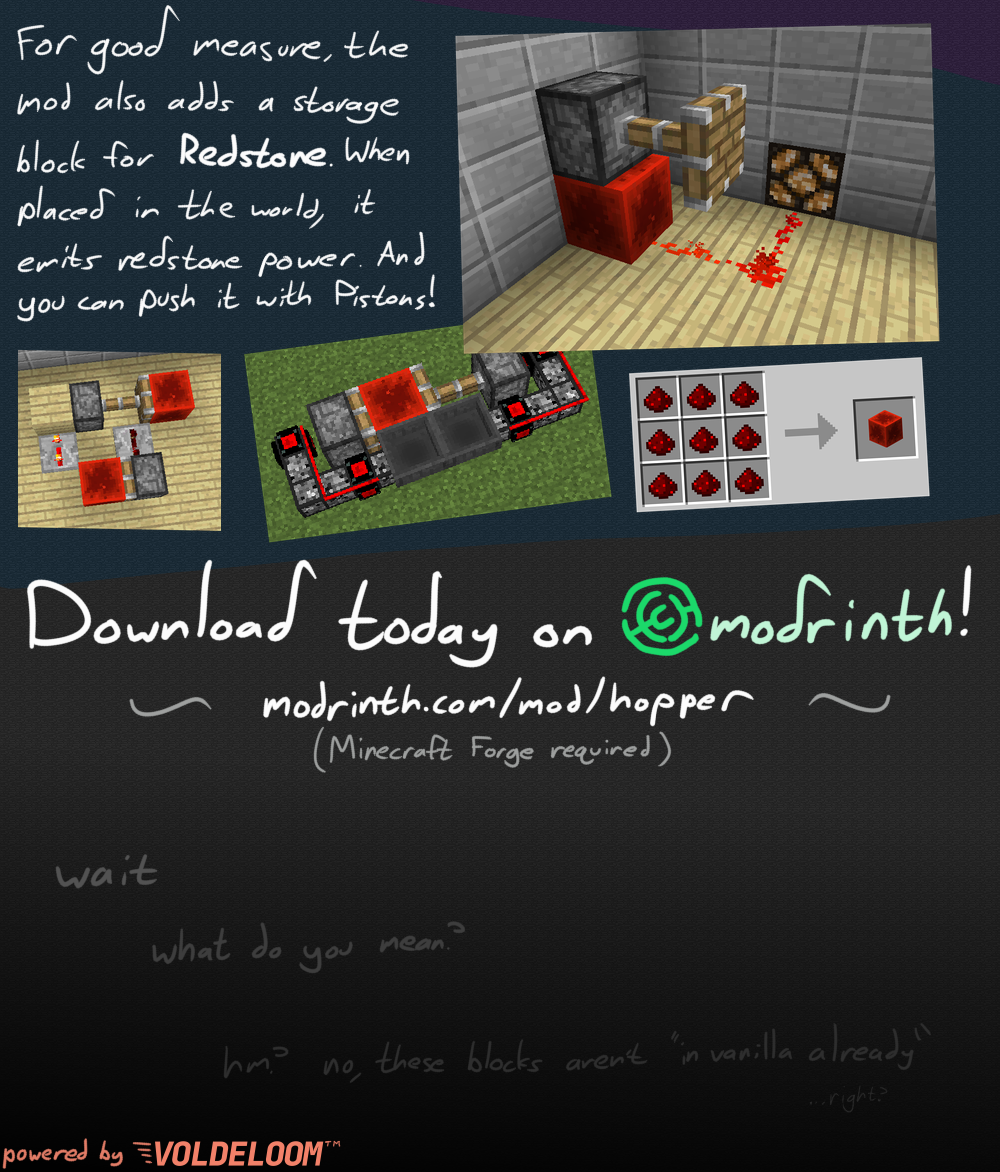 For good measure, the
mod also adds a storage
block for Redstone. When
placed in the world, it
emits redstone power. And
you can push it with Pistons!
Download today on modrinth!
modrinth.com/mod/hopper
(Minecraft Forge required)
wait
what do you mean?
hm? no, these blocks aren't "in vanilla already"
...right?
powered by VOLDELOOM™